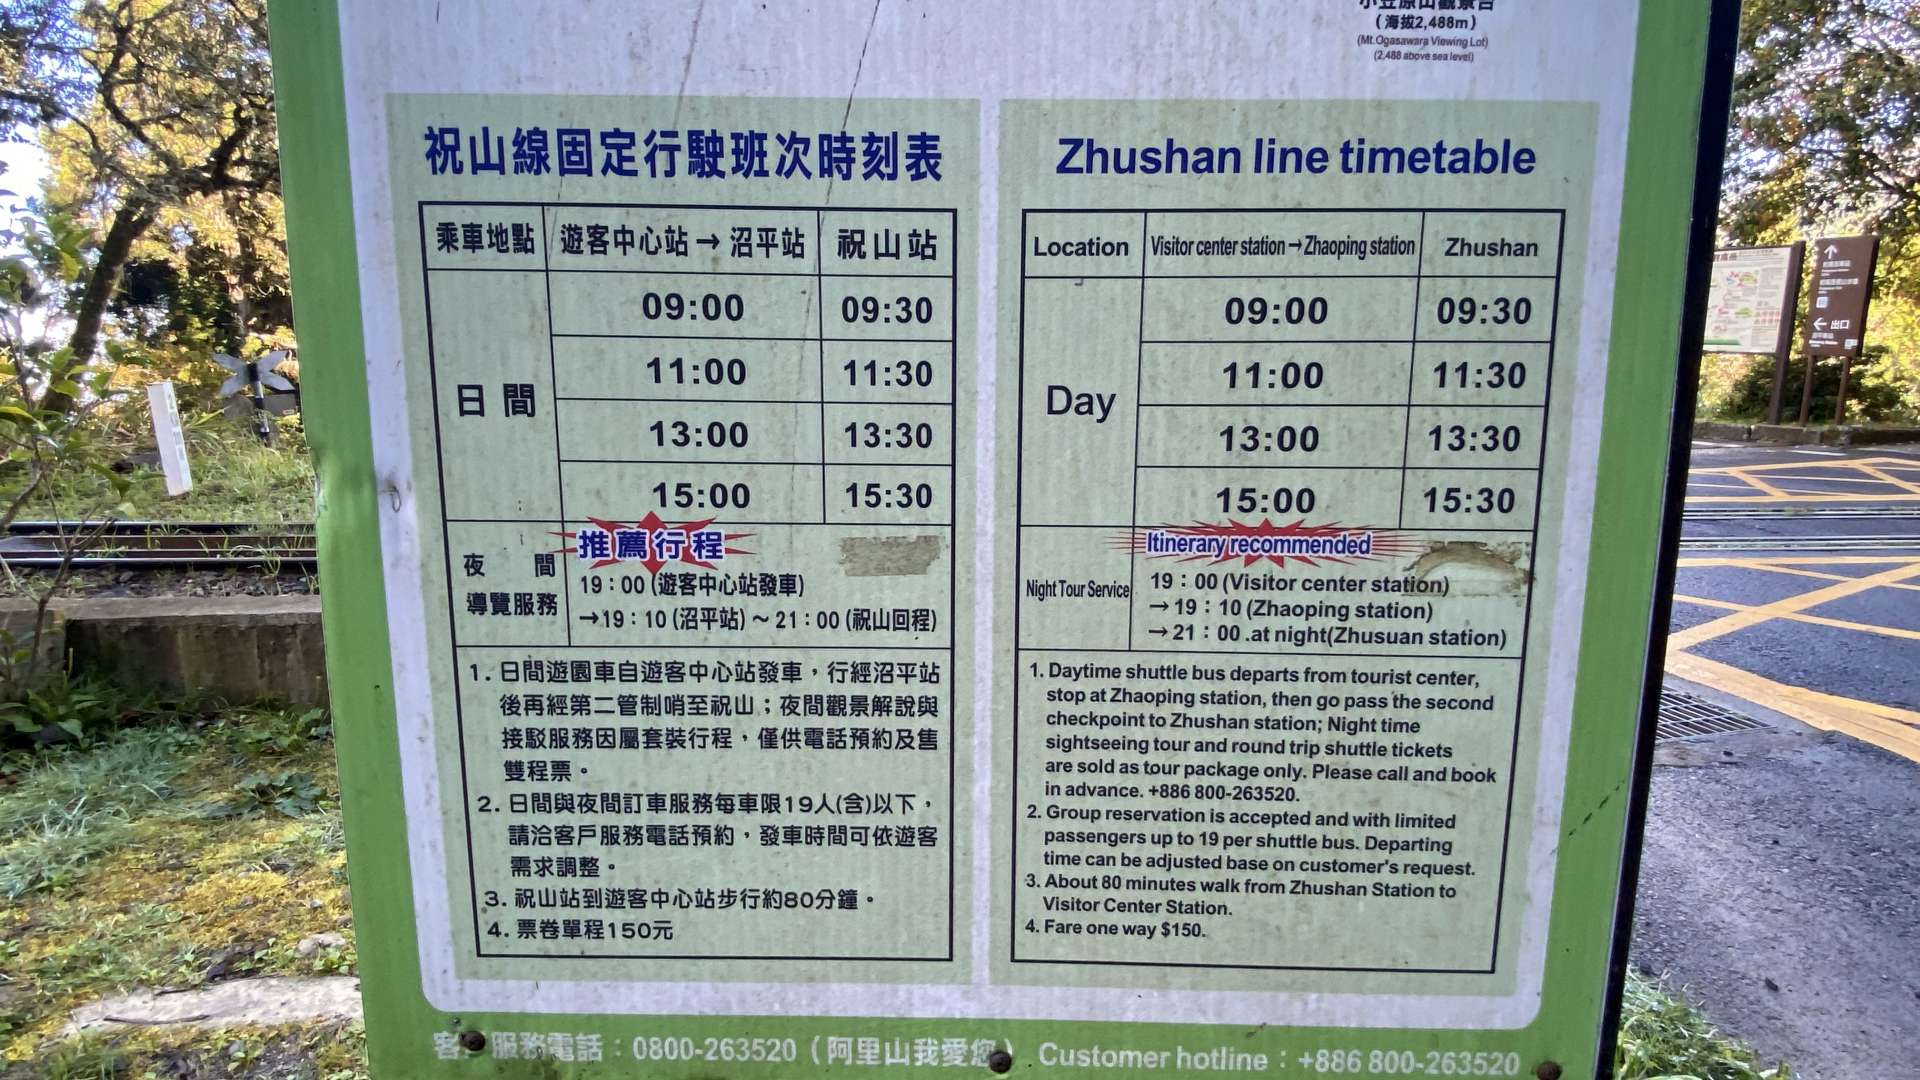 小笠原山觀景台
(海拔2,488m)
(Mt.Ogasawara Viewing Lot)
(2,488 above sea level)
祝山線固定行駛班次時刻表
乘車地點 遊客中心站→沼平站 祝山站
日間
09:00 09:30
11:00 11:30
13:00 13:30
15:00 15:30
夜間
導覽服務
推薦行程
19：00(遊客中心站發車)
→19：10(沼平站)～21：00(祝山回程)
1. 日間遊園車自遊客中心站發車，行經沼平站
後再經第二管制哨至祝山；夜間觀景解說與
接駁服務因屬套裝行程，僅供電話預約及售
雙程票。
2. 日間與夜間訂車服務每車限19人(含)以下，
請洽客戶服務電話預約，發車時間可依遊客
需求調整。
3. 祝山站到遊客中心站步行約80分鐘。
4. 票卷單程150元
Zhushan line timetable
Location Visitor center station→Zhaoping station Zhushan
Day
09:00 09:30
11:00 11:30
13:00 13:30
15:00 15:30
Night Tour Service
Itinerary recommended
19：00(Visitor center station)
→19：10(Zhaoping station)
→21：00.at night(Zhusuan station)
1. Daytime shuttle bus departs from tourist center,
stop at Zhaoping station, then go pass the second
checkpoint to Zhushan station; Night time
sightseeing tour and round trip shuttle tickets
are sold as tour package only. Please call and book
in advance. +886 800-263520.
2. Group reservation is accepted and with limited
passengers up to 19 per shuttle bus. Departing
time can be adjusted base on customer's request.
3. About 80 minutes walk from Zhushan Station to
Visitor Center Station.
4. Fare one way $150.
客 服務電話：0800-263520（阿里山我愛您） Customer hotline：+886 800-263520
出口